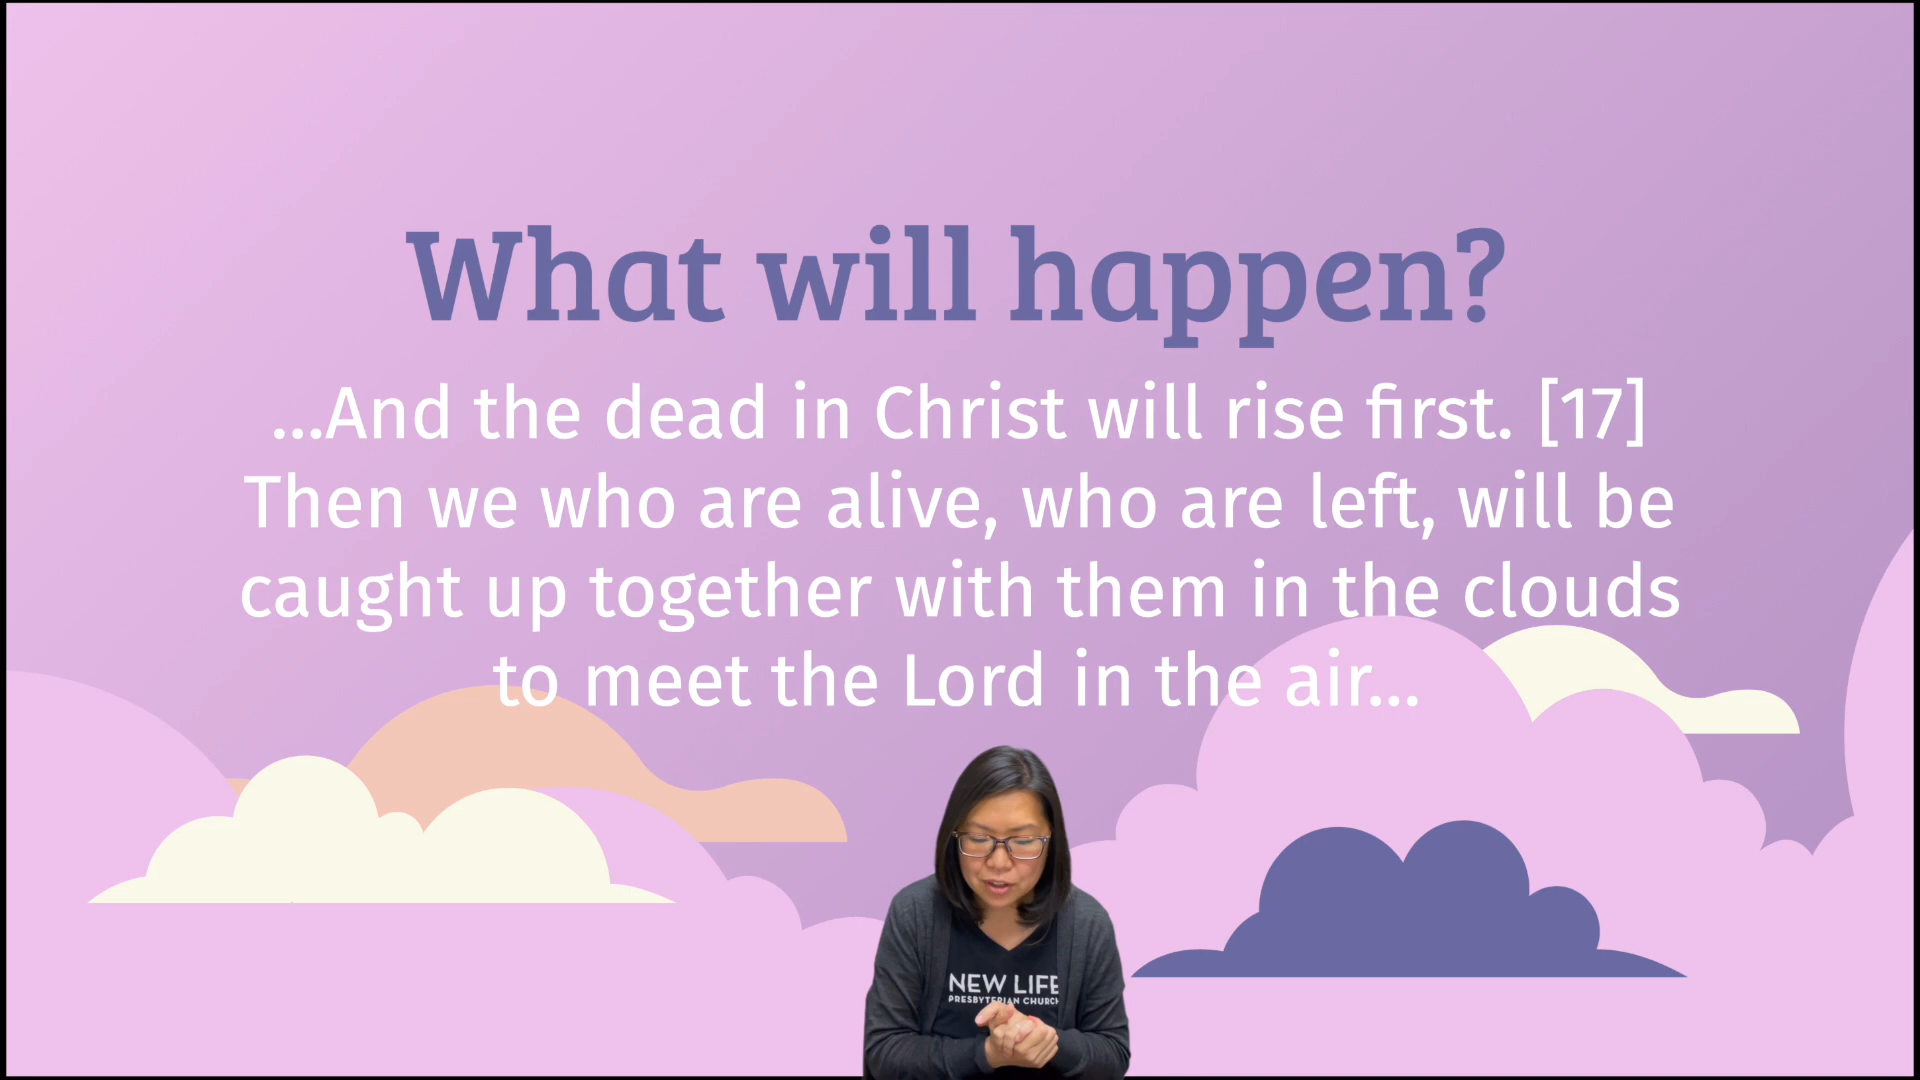 What will happen?
...And the dead in Christ will rise first. [17]
Then we who are alive, who are left, will be
caught up together with them in the clouds
to meet the Lord in the air...
NEW LIFE
PRESBYTERIAN CHURCH